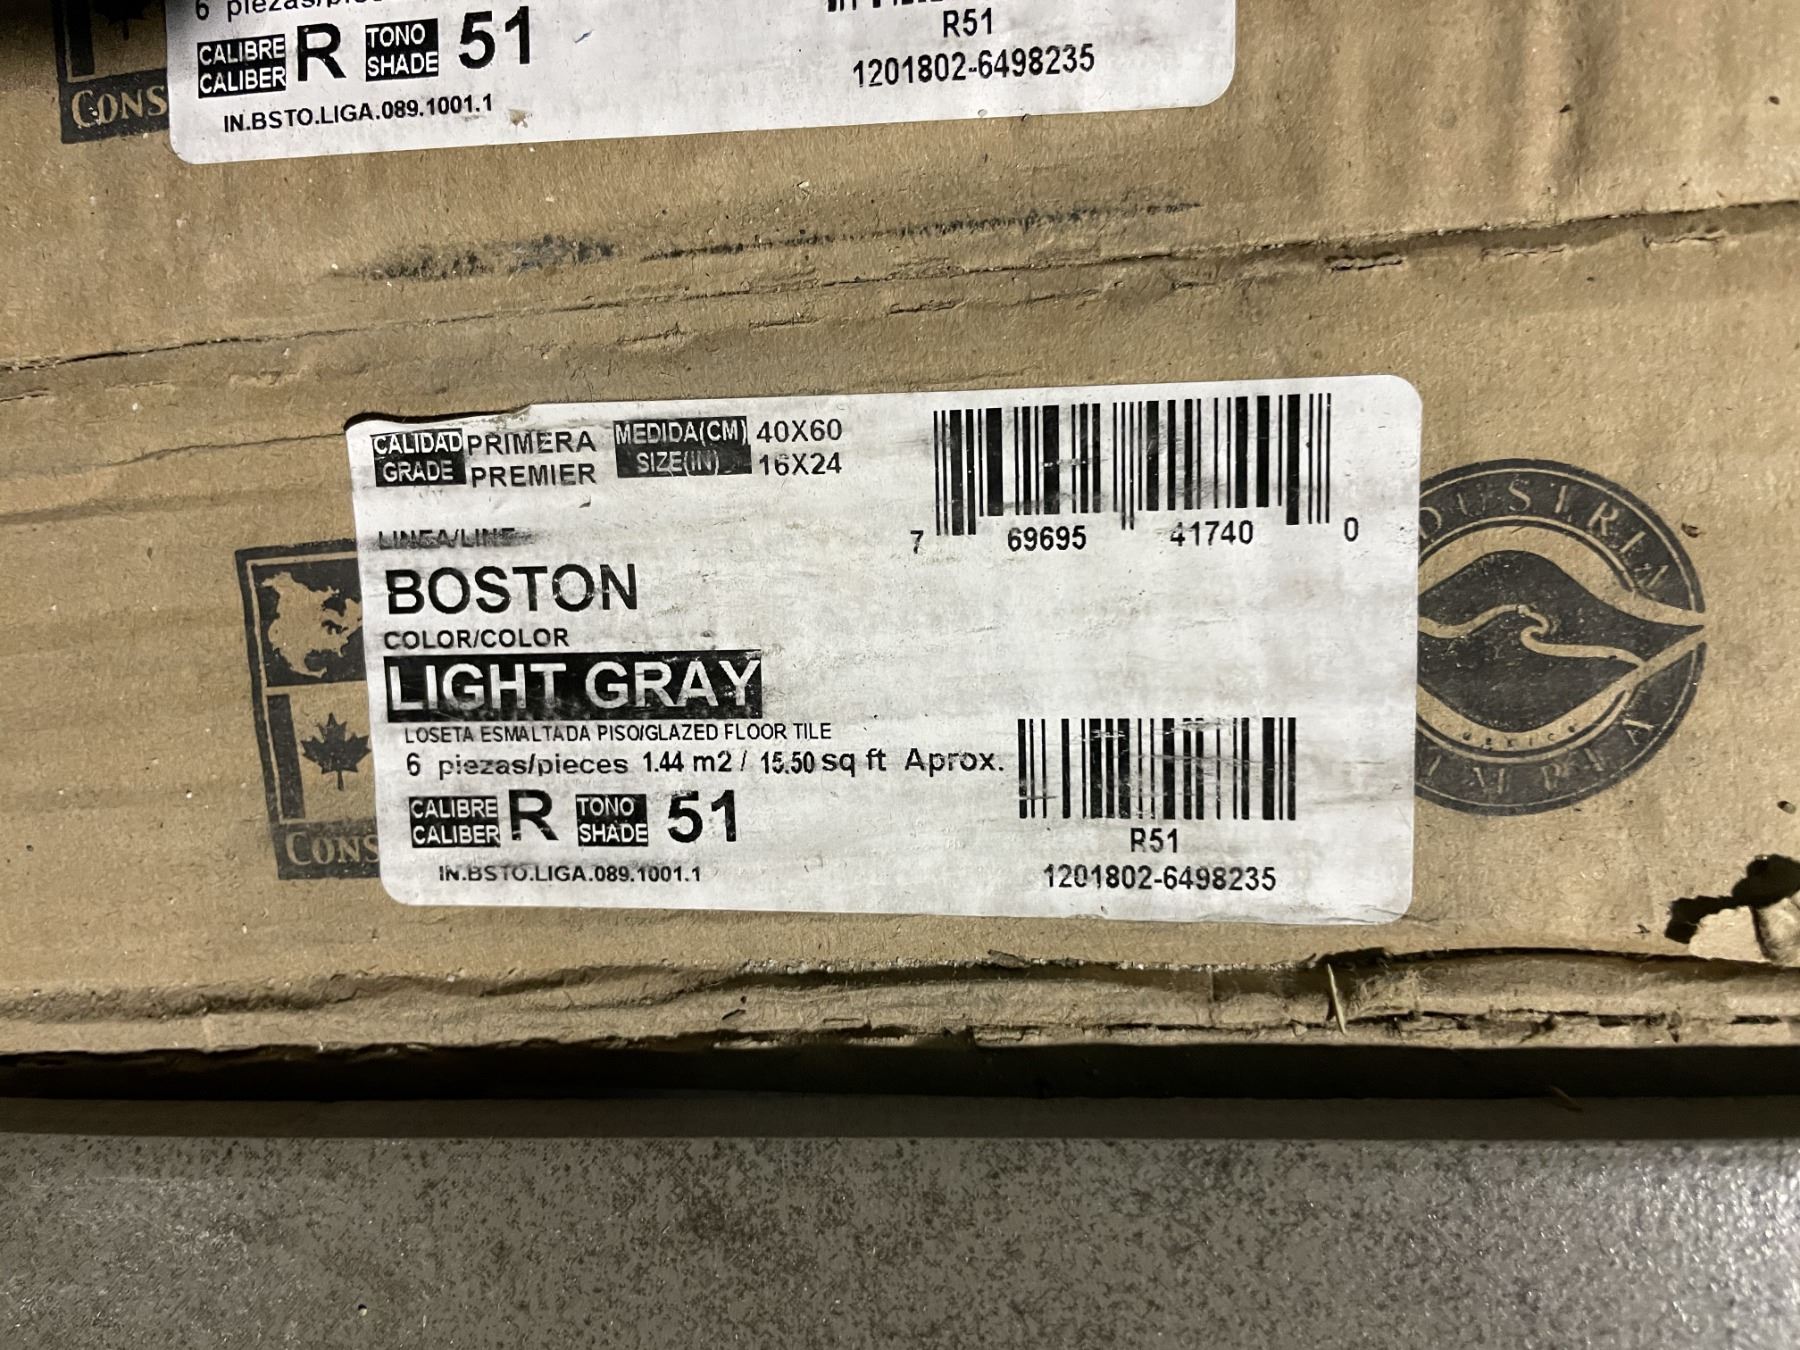 6 piezas/
CALIBRE CALIBER R TONO SHADE 51
R51
1201802-6498235
IN.BSTO.LIGA.089.1001.1
CONS
CALIDAD PRIMERA MEDIDA(CM) 40X60
GRADE PREMIER SIZE(IN) 16X24
7 69695 41740 0
LINEA/LINE
BOSTON
COLOR/COLOR
LIGHT GRAY
LOSETA ESMALTADA PISO/GLAZED FLOOR TILE
6 piezas/pieces 1.44 m2 / 15.50 sq ft Aprox.
CALIBRE CALIBER R TONO SHADE 51
R51
IN.BSTO.LIGA.089.1001.1
1201802-6498235
CONS